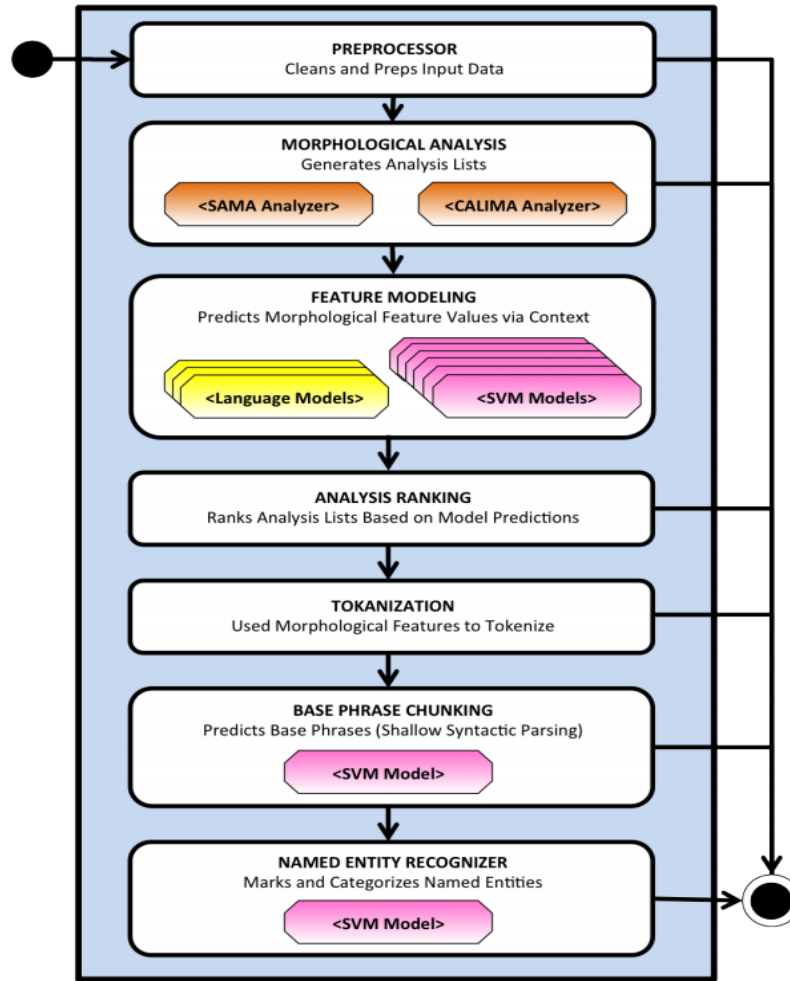 PREPROCESSOR
Cleans and Preps Input Data
MORPHOLOGICAL ANALYSIS
Generates Analysis Lists
<SAMA Analyzer>
<CALIMA Analyzer>
FEATURE MODELING
Predicts Morphological Feature Values via Context
<Language Models>
<SVM Models>
ANALYSIS RANKING
Ranks Analysis Lists Based on Model Predictions
TOKANIZATION
Used Morphological Features to Tokenize
BASE PHRASE CHUNKING
Predicts Base Phrases (Shallow Syntactic Parsing)
<SVM Model>
NAMED ENTITY RECOGNIZER
Marks and Categorizes Named Entities
<SVM Model>